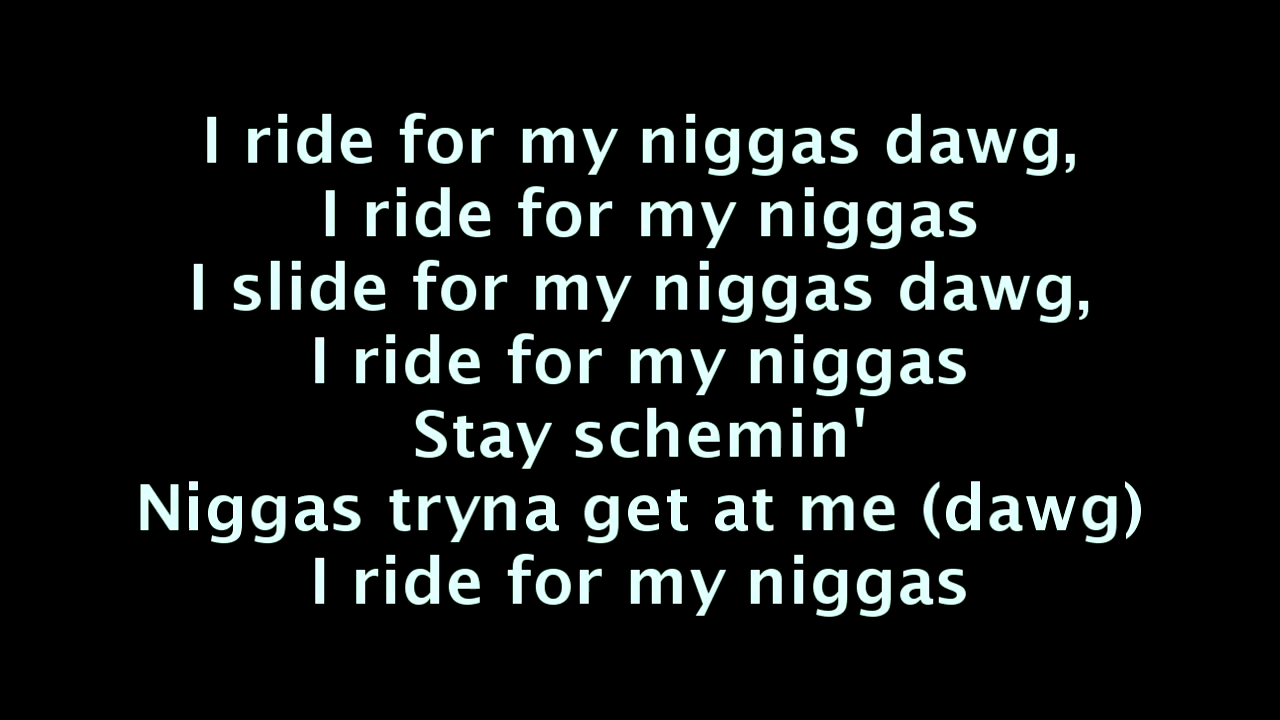 I ride for my niggas dawg,
I ride for my niggas
I slide for my niggas dawg,
I ride for my niggas
Stay schemin'
Niggas tryna get at me (dawg)
I ride for my niggas